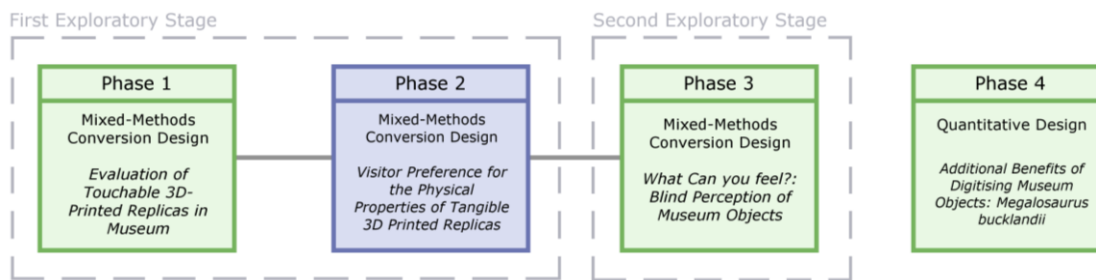 First Exploratory Stage
Second Exploratory Stage
Phase 1
Mixed-Methods
Conversion Design
Evaluation of
Touchable 3D-
Printed Replicas in
Museum
Phase 2
Mixed-Methods
Conversion Design
Visitor Preference for
the Physical
Properties of Tangible
3D Printed Replicas
Phase 3
Mixed-Methods
Conversion Design
What Can you feel?:
Blind Perception of
Museum Objects
Phase 4
Quantitative Design
Additional Benefits of
Digitising Museum
Objects: Megalosaurus
bucklandii